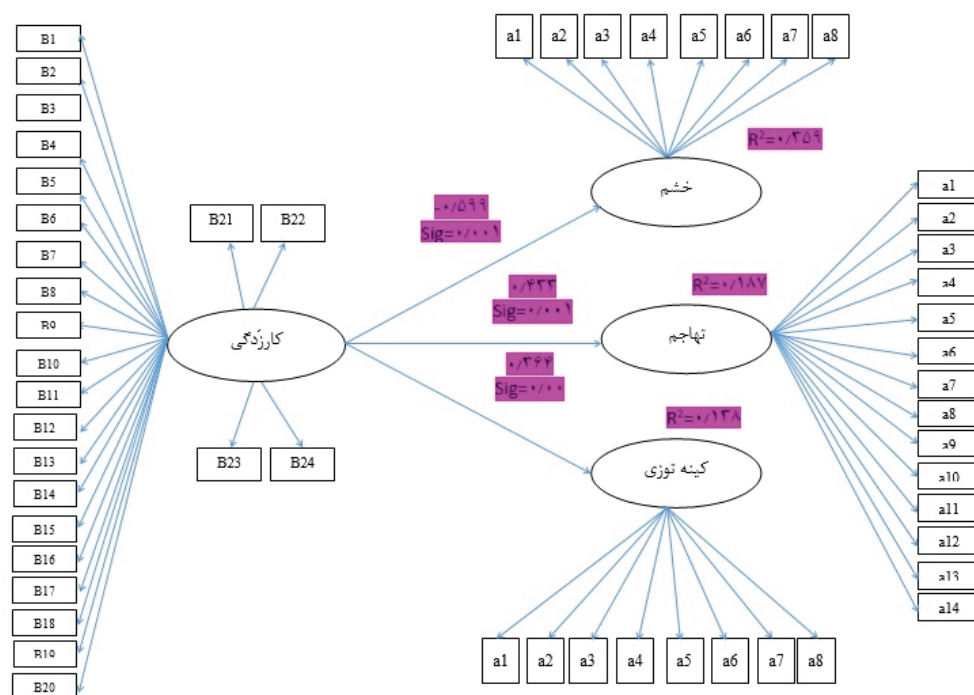 B1
B2
B3
B4
B5
B6
B7
B8
B9
B10
B11
B12
B13
B14
B15
B16
B17
B18
B19
B20
B21 B22
کارزدگی
B23 B24
-۰/۵۹۹
Sig=۰/۰۰۱
۰/۴۳۳
Sig=۰/۰۰۱
۰/۳۶۴
Sig=۰/۰۰
a1 a2 a3 a4 a5 a6 a7 a8
R²=۰/۳۵۹
خشم
R²=۰/۱۸۷
تهاجم
R²=۰/۱۳۸
کینه توزی
a1 a2 a3 a4 a5 a6 a7 a8
a1
a2
a3
a4
a5
a6
a7
a8
a9
a10
a11
a12
a13
a14